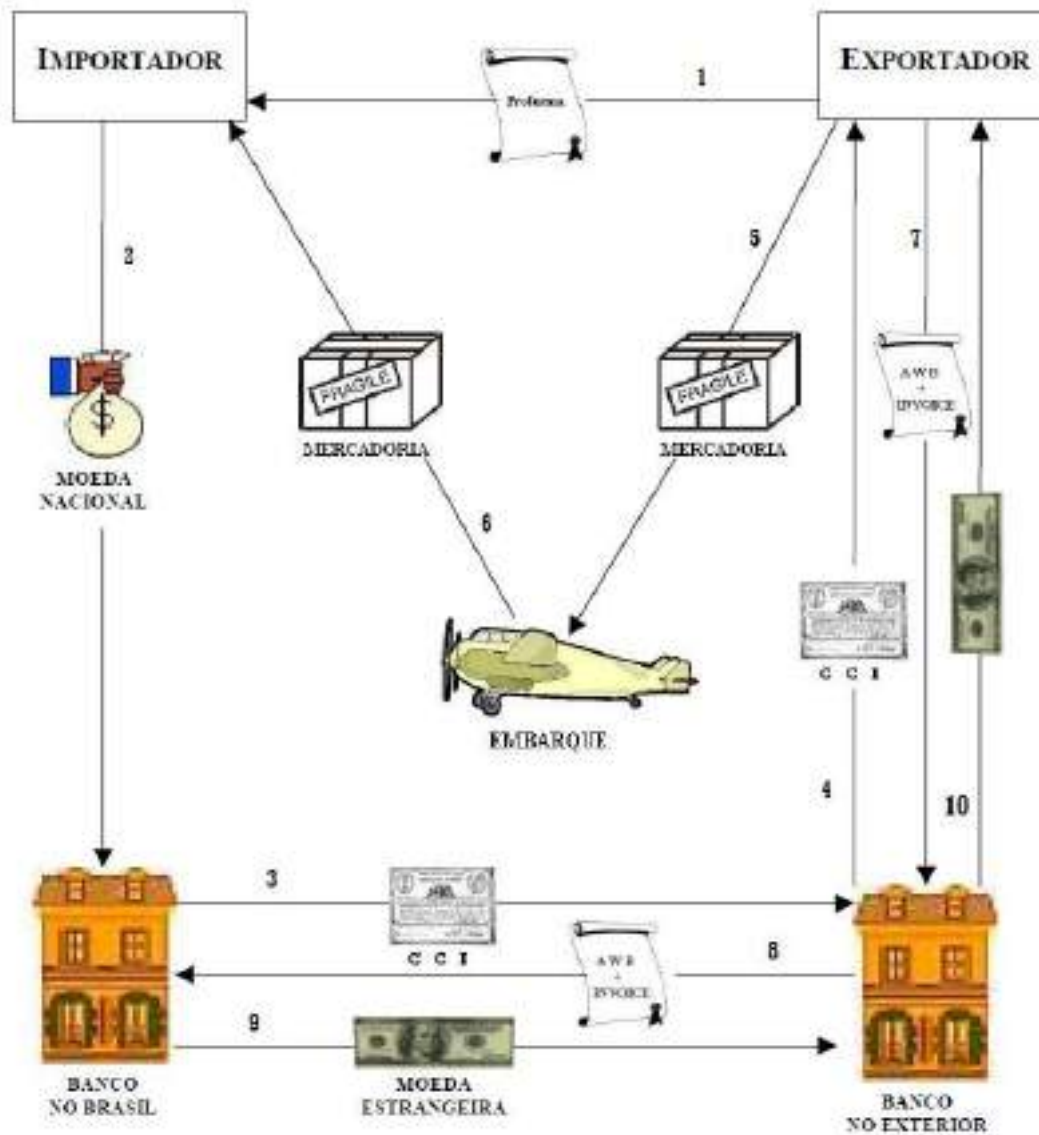 IMPORTADOR
EXPORTADOR
1
Proforma
2
5
7
FRAGILE
FRAGILE
AWB
+
INVOICE
MERCADORIA
MERCADORIA
MOEDA
NACIONAL
6
C C I
EMBARQUE
4
10
3
C C I
8
AWB
+
INVOICE
9
BANCO
NO BRASIL
MOEDA
ESTRANGEIRA
BANCO
NO EXTERIOR